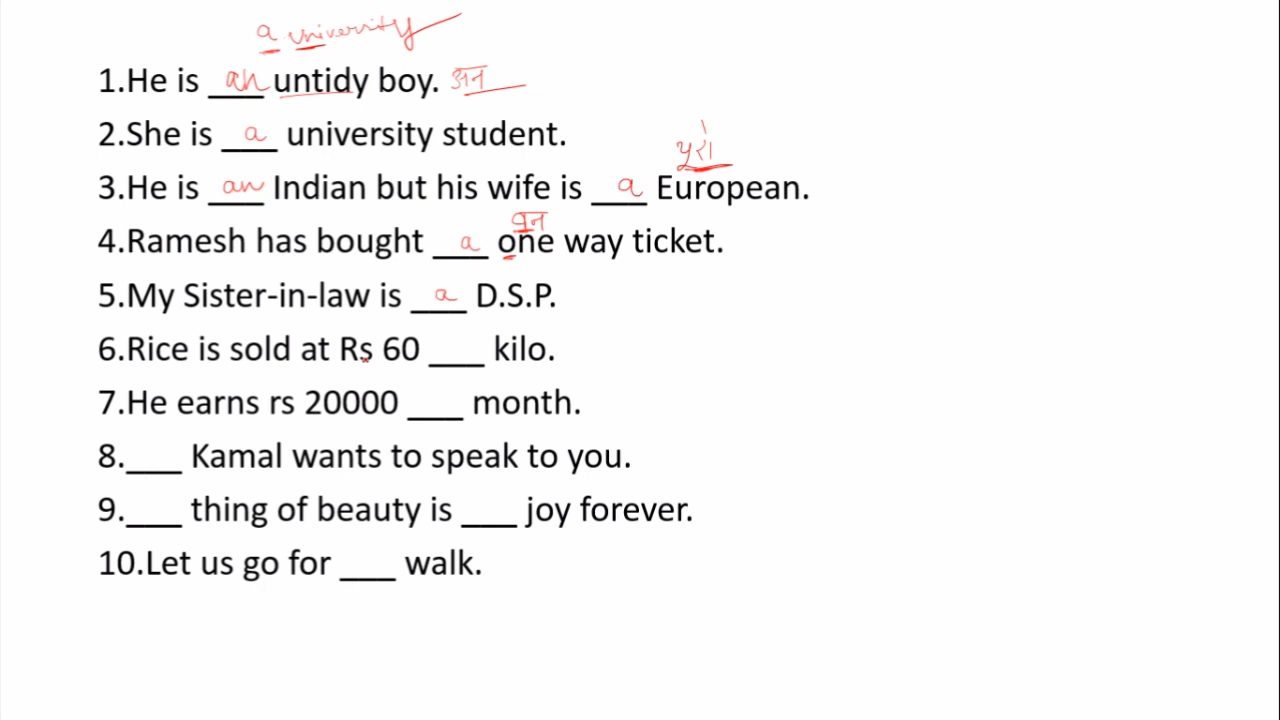 a university
1.He is an untidy boy. अन
2.She is a university student.
यूरो
3.He is an Indian but his wife is a European.
वन
4.Ramesh has bought a one way ticket.
5.My Sister-in-law is a D.S.P.
6.Rice is sold at Rs 60 ___ kilo.
7.He earns rs 20000 ___ month.
8.___ Kamal wants to speak to you.
9.___ thing of beauty is ___ joy forever.
10.Let us go for ___ walk.